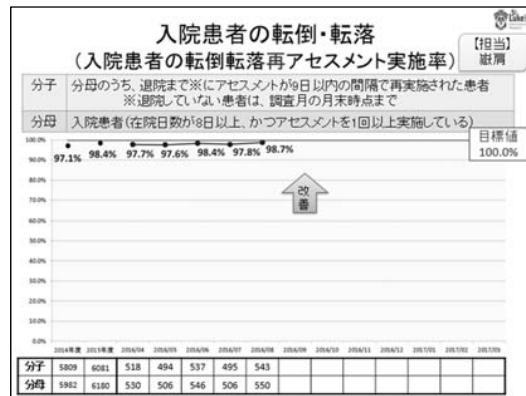 St. Luke's
入院患者の転倒・転落
(入院患者の転倒転落再アセスメント実施率)
【担当】
分子 分母のうち、退院まで※にアセスメントが9日以内の間隔で再実施された患者
※退院していない患者は、調査月の月末時点まで
分母 入院患者(在院日数が8日以上、かつアセスメントを1回以上実施している)
目標値
100.0%
100.0%
90.0%
80.0%
70.0%
60.0%
50.0%
40.0%
30.0%
20.0%
10.0%
0.0%
97.1% 98.4% 97.7% 97.6% 98.4% 97.8% 98.7%
改善
2014年度 2015年度 2016/04 2016/05 2016/06 2016/07 2016/08 2016/09 2016/10 2016/11 2016/12 2017/01 2017/02 2017/03
分子 5809 6081 518 494 537 495 543
分母 5982 6180 530 506 546 506 550